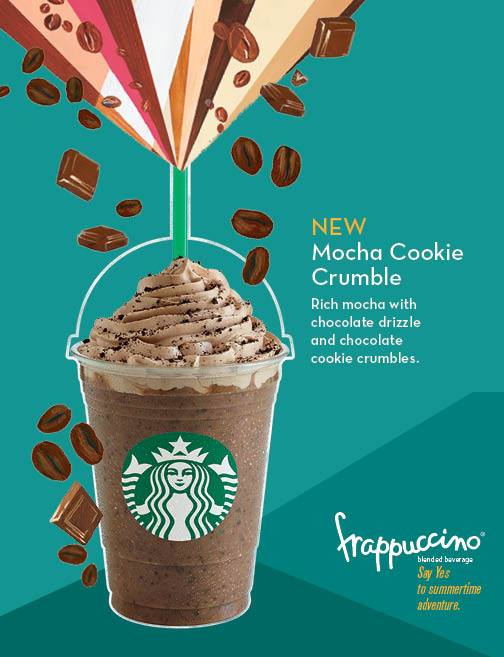 NEW
Mocha Cookie
Crumble
Rich mocha with
chocolate drizzle
and chocolate
cookie crumbles.
frappuccino®
blended beverage
Say Yes
to summertime
adventure.